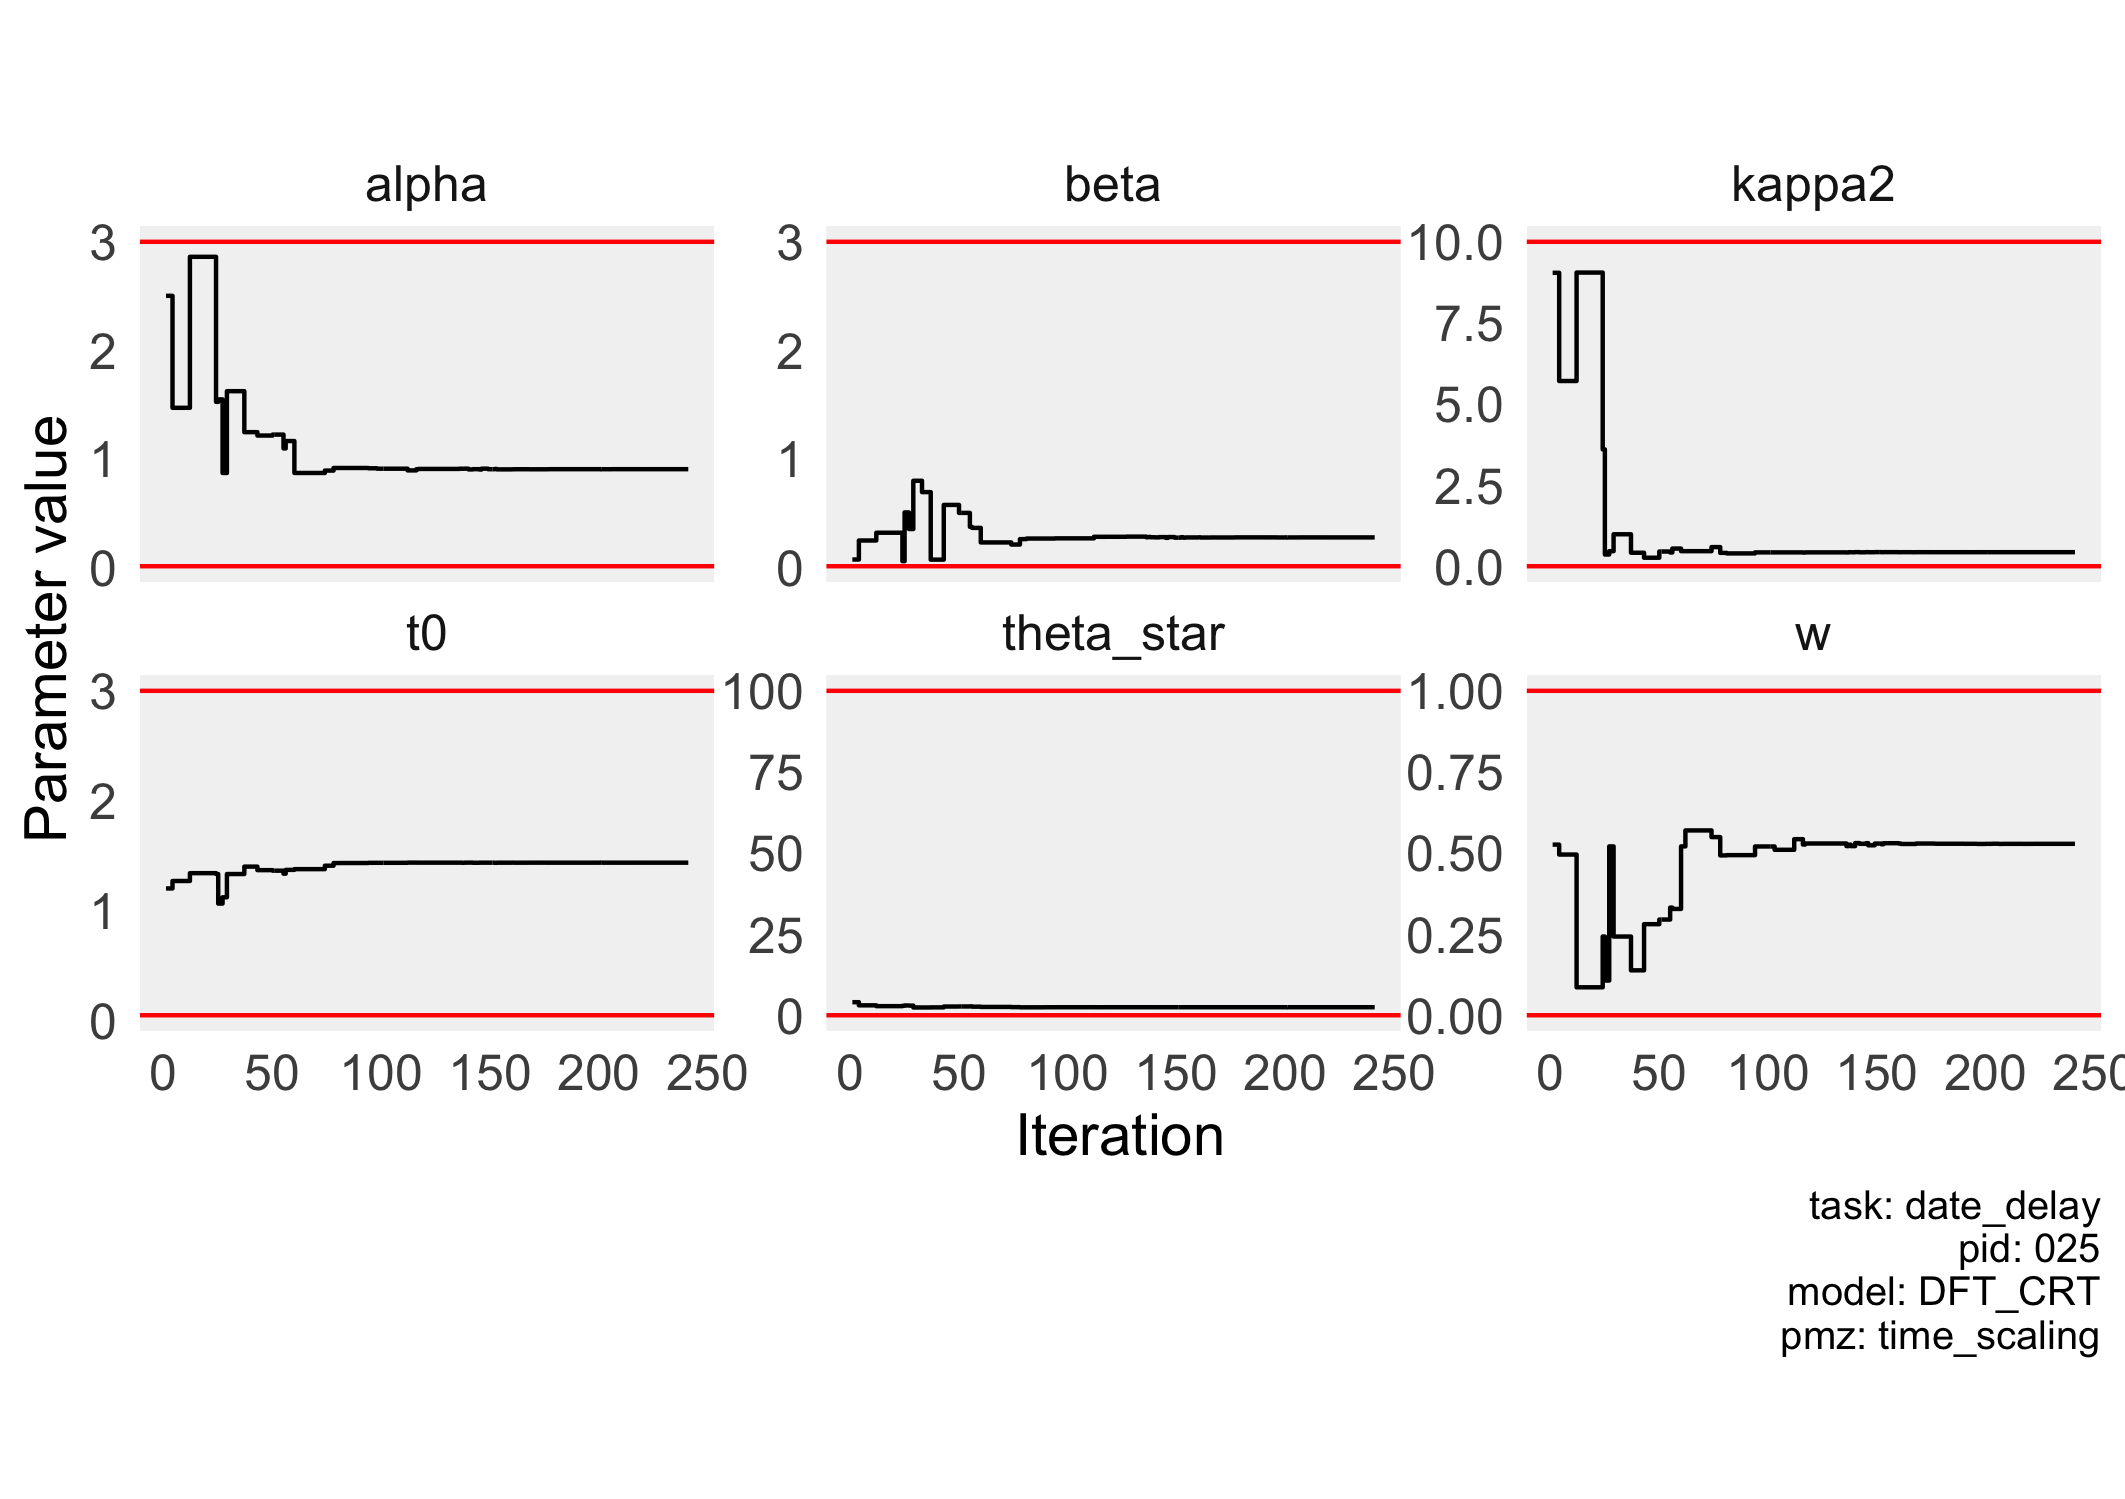 alpha
beta
kappa2
3
2
1
0
3
2
1
0
10.0
7.5
5.0
2.5
0.0
Parameter value
t0
theta_star
w
3
2
1
0
100
75
50
25
0
1.00
0.75
0.50
0.25
0.00
0 50 100 150 200 250
0 50 100 150 200 250
0 50 100 150 200 250
Iteration
task: date_delay
pid: 025
model: DFT_CRT
pmz: time_scaling